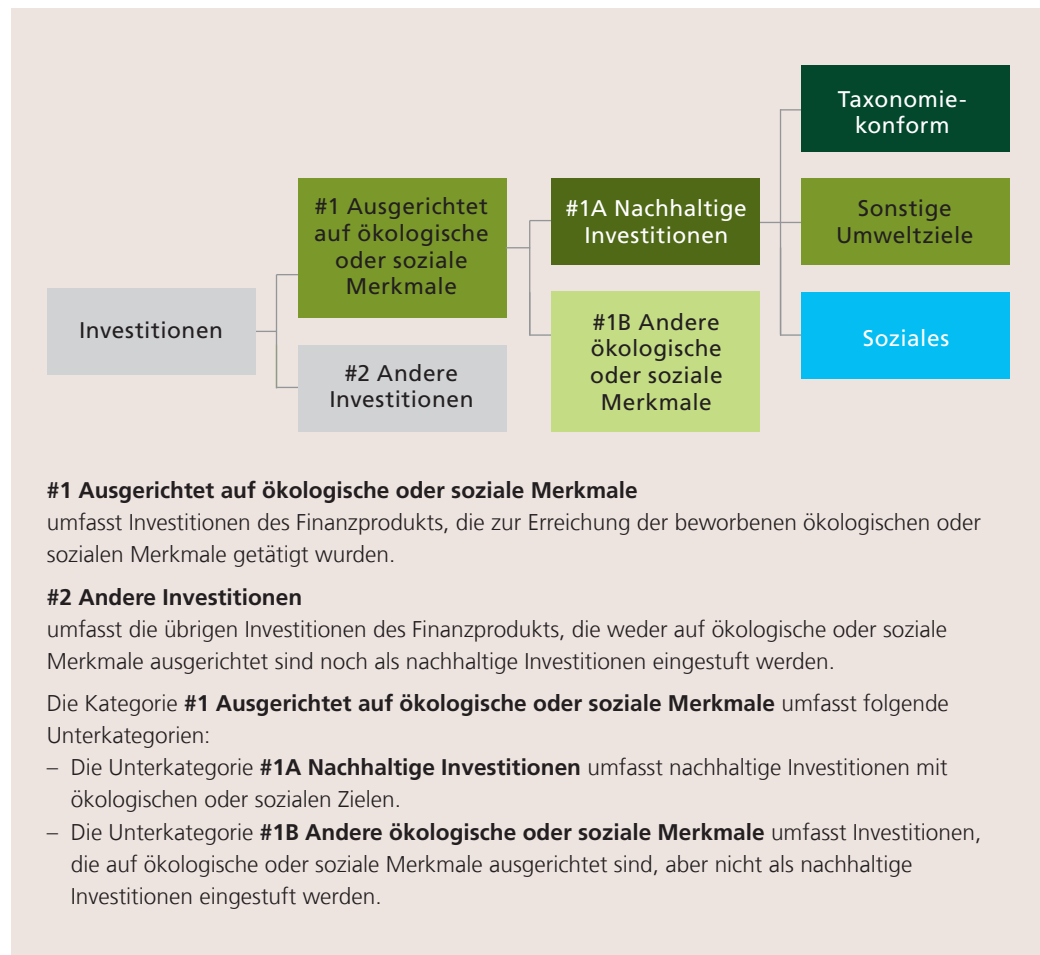 Taxonomie-
konform
#1 Ausgerichtet
auf ökologische
oder soziale
Merkmale
#1A Nachhaltige
Investitionen
Sonstige
Umweltziele
Investitionen
#2 Andere
Investitionen
#1B Andere
ökologische
oder soziale
Merkmale
Soziales
#1 Ausgerichtet auf ökologische oder soziale Merkmale
umfasst Investitionen des Finanzprodukts, die zur Erreichung der beworbenen ökologischen oder
sozialen Merkmale getätigt wurden.
#2 Andere Investitionen
umfasst die übrigen Investitionen des Finanzprodukts, die weder auf ökologische oder soziale
Merkmale ausgerichtet sind noch als nachhaltige Investitionen eingestuft werden.
Die Kategorie #1 Ausgerichtet auf ökologische oder soziale Merkmale umfasst folgende
Unterkategorien:
– Die Unterkategorie #1A Nachhaltige Investitionen umfasst nachhaltige Investitionen mit
ökologischen oder sozialen Zielen.
– Die Unterkategorie #1B Andere ökologische oder soziale Merkmale umfasst Investitionen,
die auf ökologische oder soziale Merkmale ausgerichtet sind, aber nicht als nachhaltige
Investitionen eingestuft werden.